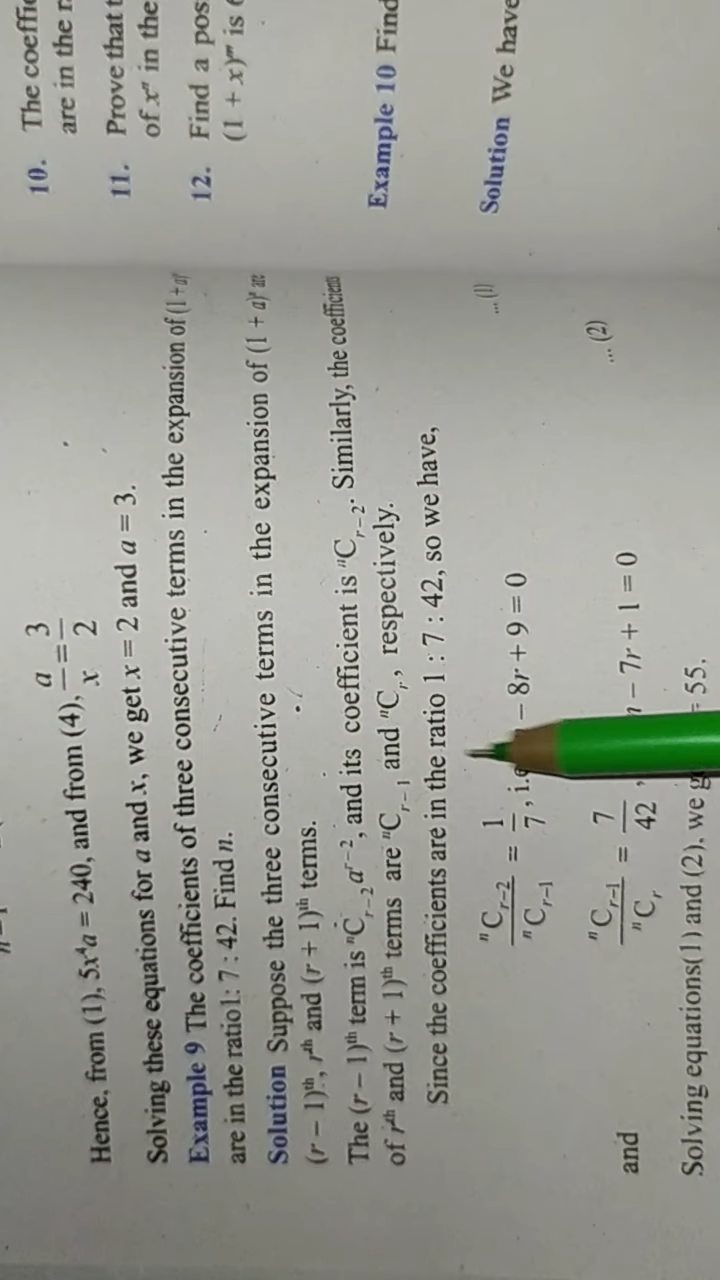 Hence, from (1), 5x⁴a = 240, and from (4), a/x = 3/2
Solving these equations for a and x, we get x = 2 and a = 3.
Example 9 The coefficients of three consecutive terms in the expansion of (1 + a)ⁿ
are in the ratio1: 7 : 42. Find n.
Solution Suppose the three consecutive terms in the expansion of (1 + a)ⁿ are
(r – 1)ᵗʰ, rᵗʰ and (r + 1)ᵗʰ terms.
The (r – 1)ᵗʰ term is ⁿCᵣ₋₂ aʳ⁻², and its coefficient is ⁿCᵣ₋₂. Similarly, the coefficients
of rᵗʰ and (r + 1)ᵗʰ terms are ⁿCᵣ₋₁ and ⁿCᵣ, respectively.
Since the coefficients are in the ratio 1 : 7 : 42, so we have,
ⁿCᵣ₋₂/ⁿCᵣ₋₁ = 1/7, – 8r + 9 = 0 ... (1)
and ⁿCᵣ₋₁/ⁿCᵣ = 7/42, – 7r + 1 = 0 ... (2)
Solving equations(1) and (2), we 55.
10. The
are in the
11. Prove that
of xⁿ in the
12. Find a
(1 + x)ᵐ is
Example 10 Find
Solution We have